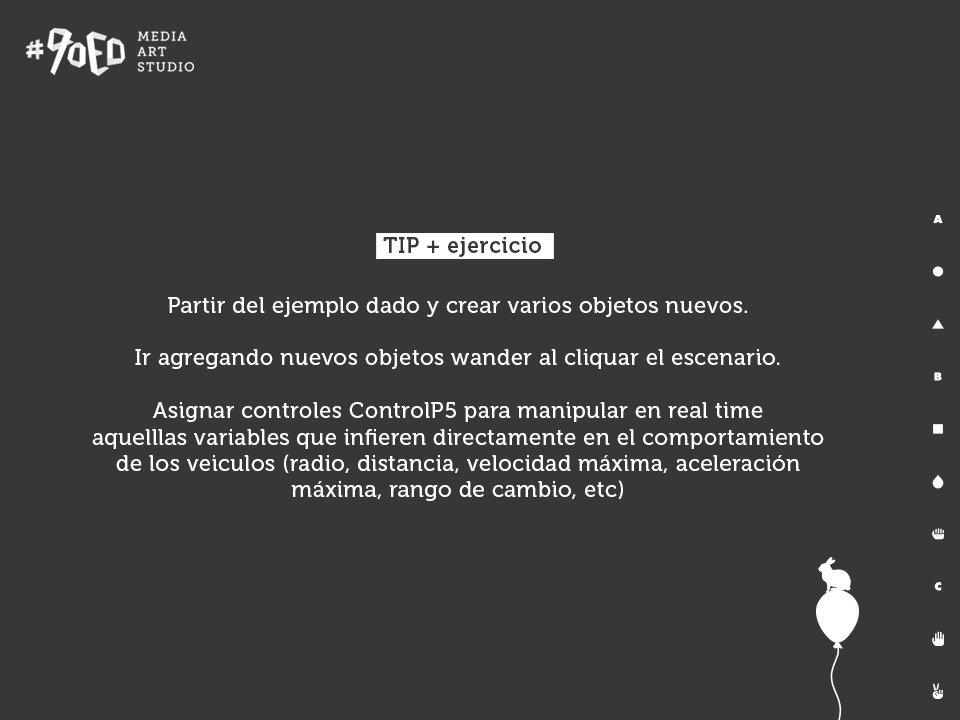 #90ED
MEDIA
ART
STUDIO
TIP + ejercicio
Partir del ejemplo dado y crear varios objetos nuevos.
Ir agregando nuevos objetos wander al cliquar el escenario.
Asignar controles ControlP5 para manipular en real time
aquelllas variables que infieren directamente en el comportamiento
de los veiculos (radio, distancia, velocidad máxima, aceleración
máxima, rango de cambio, etc)
A
B
C